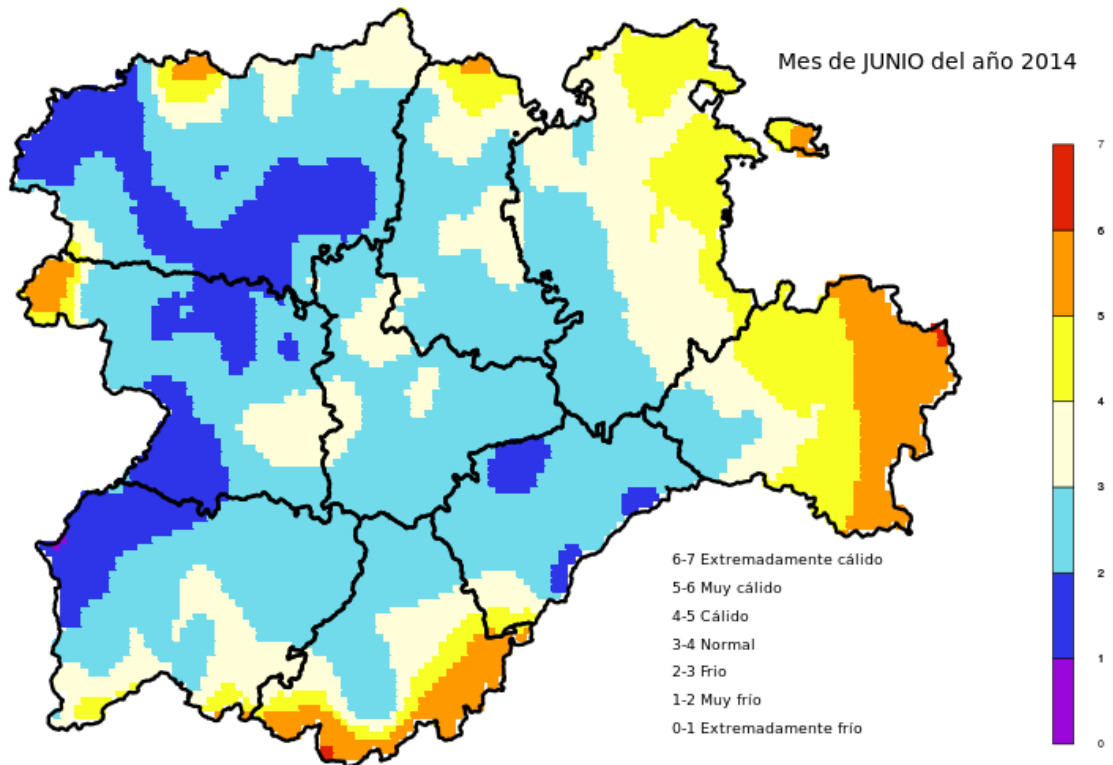 Mes de JUNIO del año 2014
7
6
5
4
3
2
1
0
6-7 Extremadamente cálido
5-6 Muy cálido
4-5 Cálido
3-4 Normal
2-3 Frio
1-2 Muy frío
0-1 Extremadamente frío